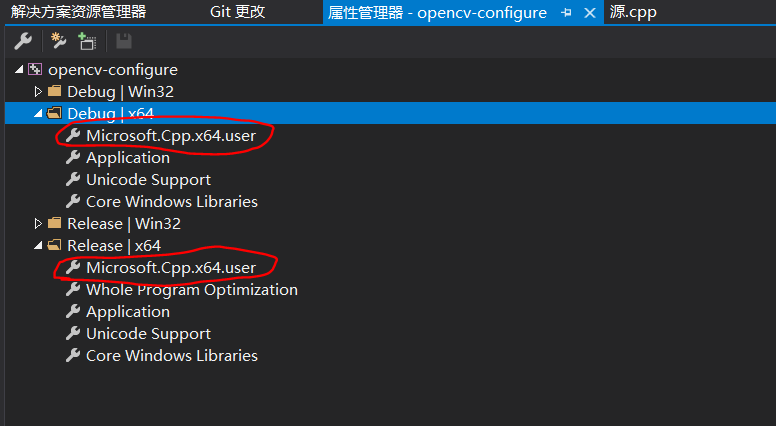 解决方案资源管理器 Git 更改 属性管理器 - opencv-configure 源.cpp
opencv-configure
Debug | Win32
Debug | x64
Microsoft.Cpp.x64.user
Application
Unicode Support
Core Windows Libraries
Release | Win32
Release | x64
Microsoft.Cpp.x64.user
Whole Program Optimization
Application
Unicode Support
Core Windows Libraries